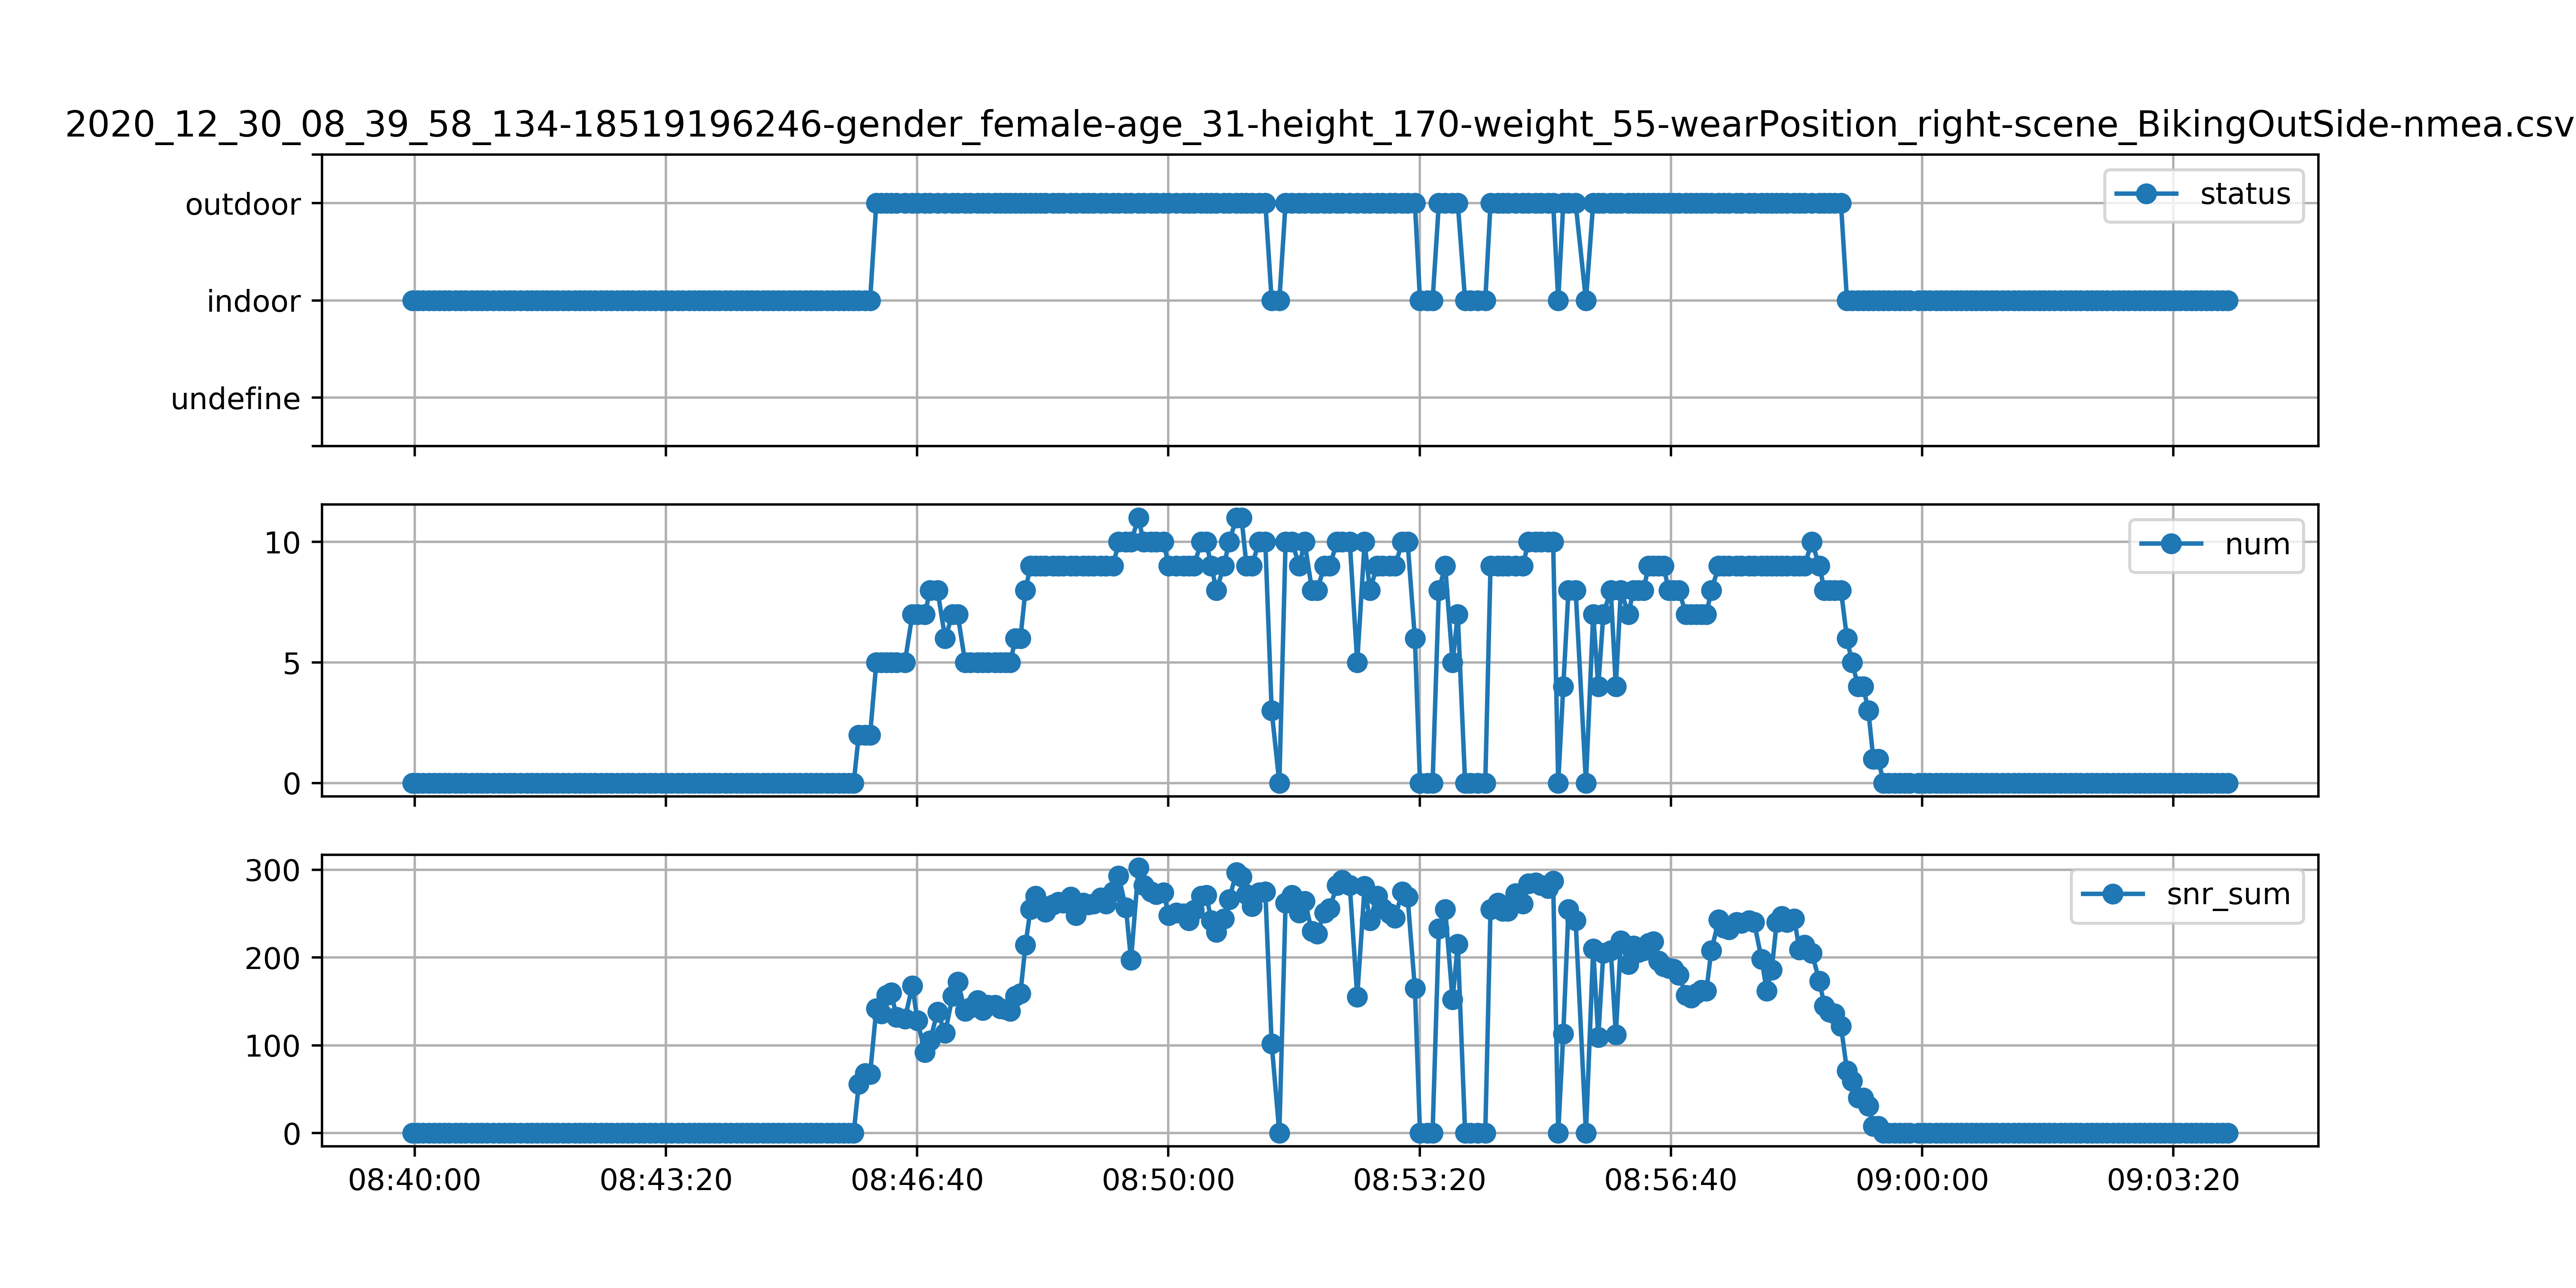 2020_12_30_08_39_58_134-18519196246-gender_female-age_31-height_170-weight_55-wearPosition_right-scene_BikingOutSide-nmea.csv
outdoor
indoor
undefine
status
10
5
0
num
300
200
100
0
snr_sum
08:40:00 08:43:20 08:46:40 08:50:00 08:53:20 08:56:40 09:00:00 09:03:20